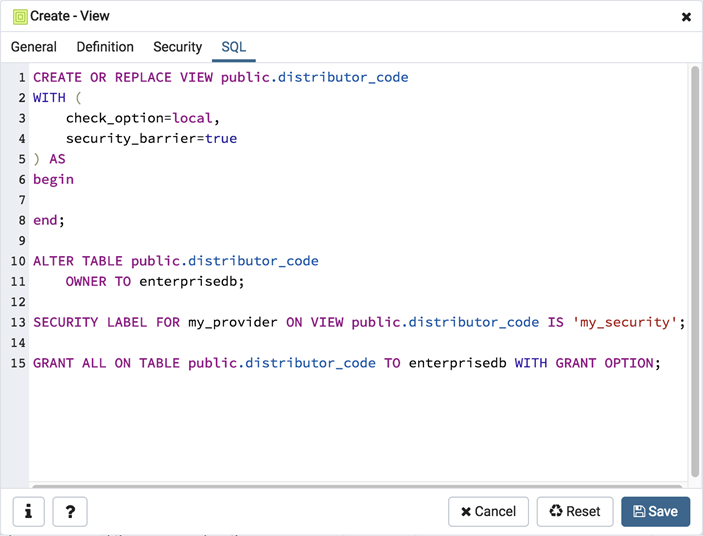 Create - View
General Definition Security SQL
1 CREATE OR REPLACE VIEW public.distributor_code
2 WITH (
3     check_option=local,
4     security_barrier=true
5 ) AS
6 begin
7
8 end;
9
10 ALTER TABLE public.distributor_code
11     OWNER TO enterprisedb;
12
13 SECURITY LABEL FOR my_provider ON VIEW public.distributor_code IS 'my_security';
14
15 GRANT ALL ON TABLE public.distributor_code TO enterprisedb WITH GRANT OPTION;
i ? Cancel Reset Save